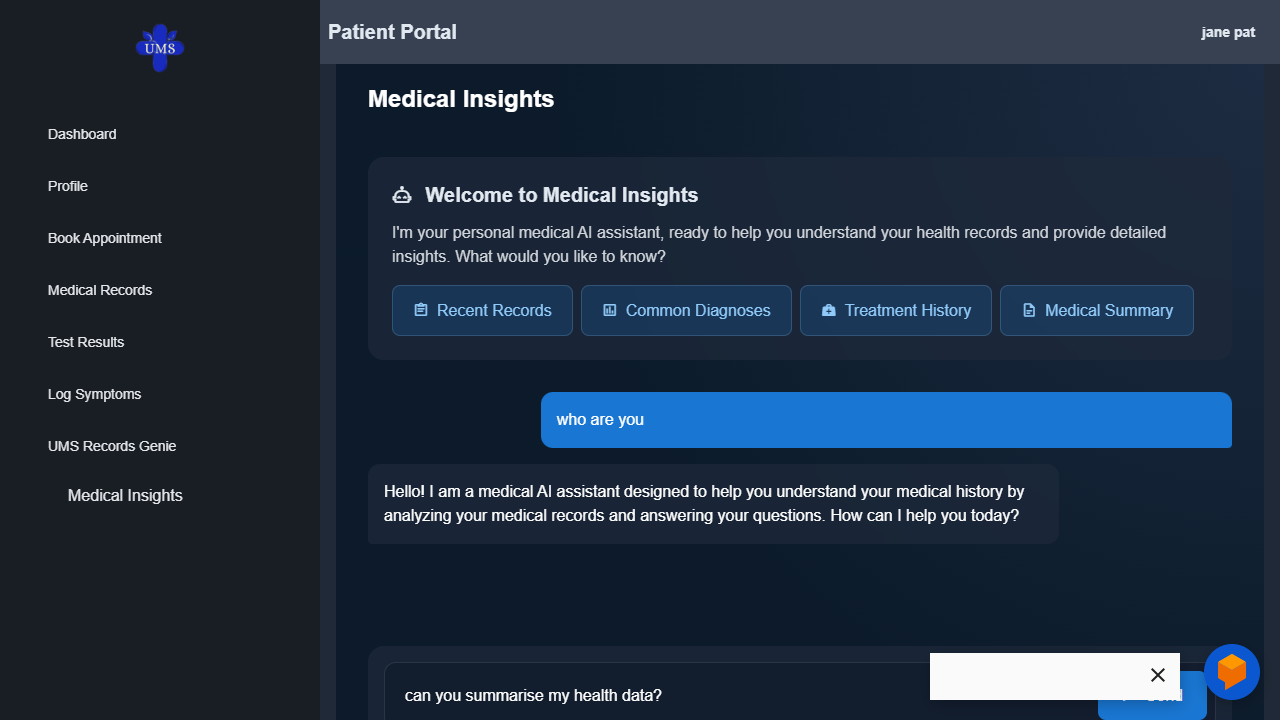 UMS
Patient Portal
jane pat
Dashboard
Profile
Book Appointment
Medical Records
Test Results
Log Symptoms
UMS Records Genie
Medical Insights
Medical Insights
Welcome to Medical Insights
I'm your personal medical AI assistant, ready to help you understand your health records and provide detailed
insights. What would you like to know?
Recent Records
Common Diagnoses
Treatment History
Medical Summary
who are you
Hello! I am a medical AI assistant designed to help you understand your medical history by
analyzing your medical records and answering your questions. How can I help you today?
can you summarise my health data?